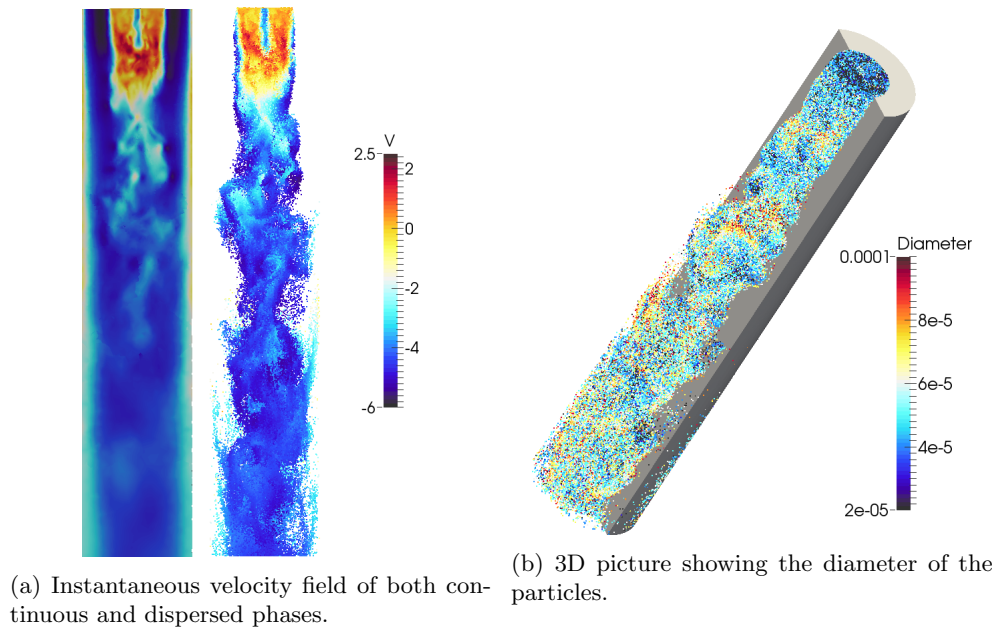 V
2.5
2
0
-2
-4
-6
Diameter
0.0001
8e-5
6e-5
4e-5
2e-05
(a) Instantaneous velocity field of both con-
tinuous and dispersed phases.
(b) 3D picture showing the diameter of the
particles.